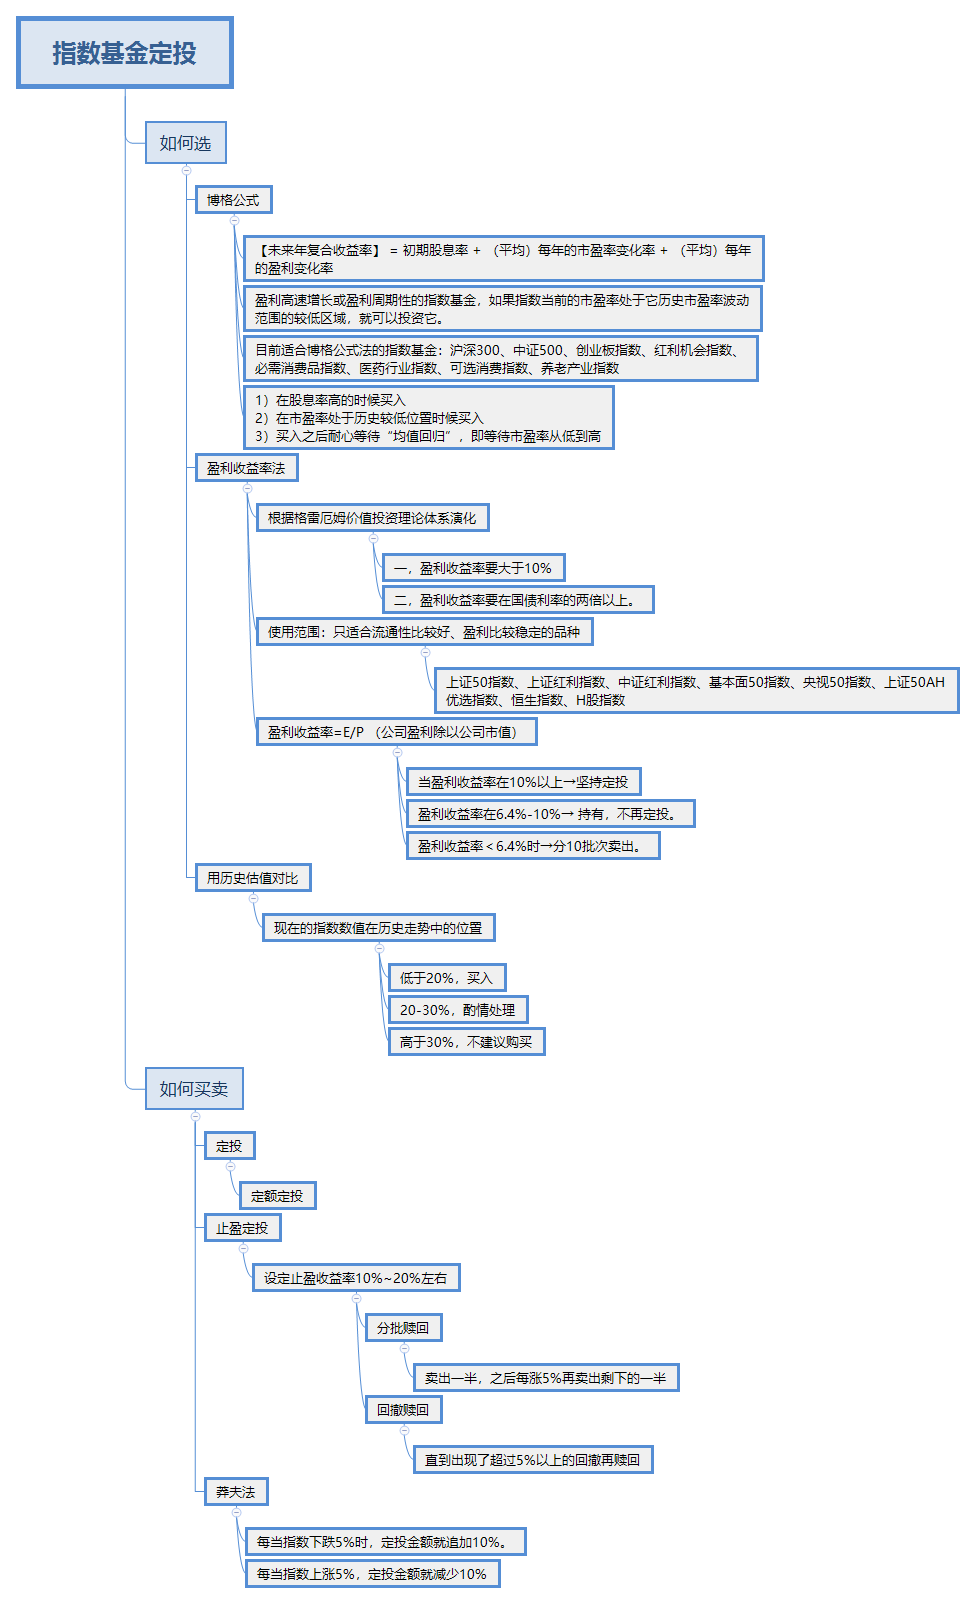 指数基金定投
如何选
博格公式
【未来年复合收益率】 = 初期股息率 + （平均）每年的市盈率变化率 + （平均）每年
的盈利变化率
盈利高速增长或盈利周期性的指数基金，如果指数当前的市盈率处于它历史市盈率波动
范围的较低区域，就可以投资它。
目前适合博格公式法的指数基金：沪深300、中证500、创业板指数、红利机会指数、
必需消费品指数、医药行业指数、可选消费指数、养老产业指数
1）在股息率高的时候买入
2）在市盈率处于历史较低位置时候买入
3）买入之后耐心等待“均值回归”，即等待市盈率从低到高
盈利收益率法
根据格雷厄姆价值投资理论体系演化
一，盈利收益率要大于10%
二，盈利收益率要在国债利率的两倍以上。
使用范围：只适合流通性比较好、盈利比较稳定的品种
上证50指数、上证红利指数、中证红利指数、基本面50指数、央视50指数、上证50AH
优选指数、恒生指数、H股指数
盈利收益率=E/P （公司盈利除以公司市值）
当盈利收益率在10%以上→坚持定投
盈利收益率在6.4%-10%→ 持有，不再定投。
盈利收益率＜6.4%时→分10批次卖出。
用历史估值对比
现在的指数数值在历史走势中的位置
低于20%，买入
20-30%，酌情处理
高于30%，不建议购买
如何买卖
定投
定额定投
止盈定投
设定止盈收益率10%~20%左右
分批赎回
卖出一半，之后每涨5%再卖出剩下的一半
回撤赎回
直到出现了超过5%以上的回撤再赎回
莽夫法
每当指数下跌5%时，定投金额就追加10%。
每当指数上涨5%，定投金额就减少10%